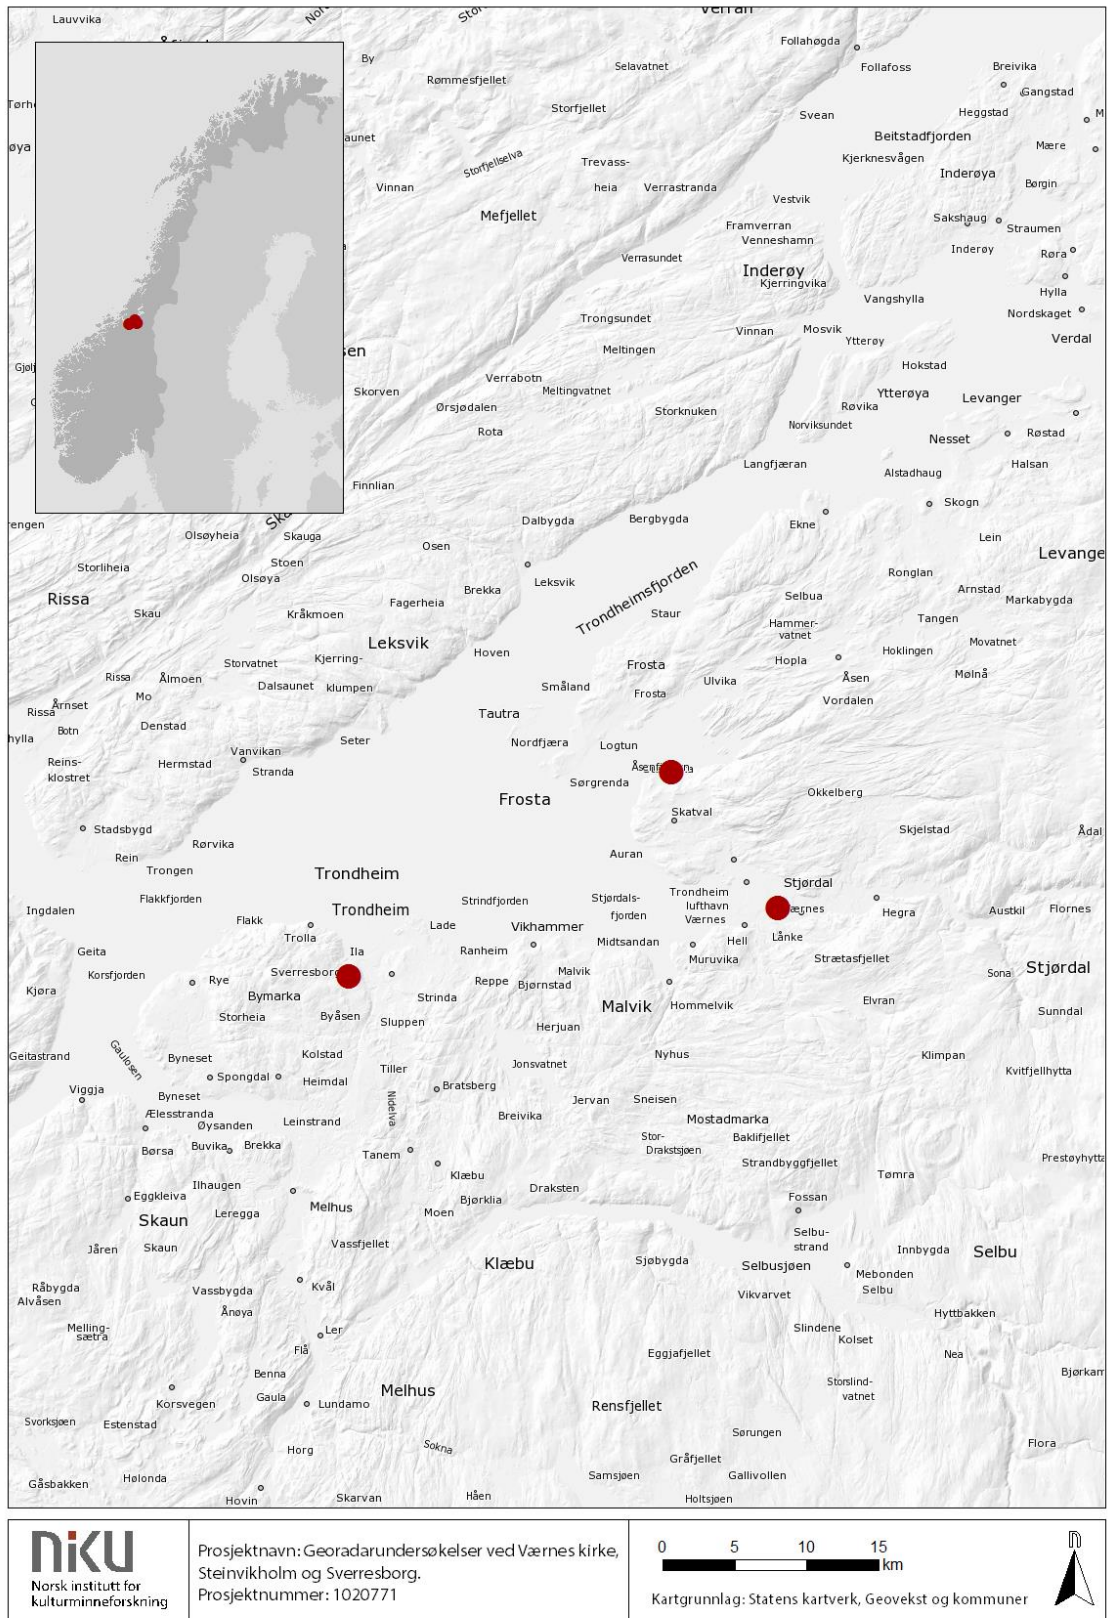 Lauvvika
Verran
Follahøgda
Follafoss
Breivika
Gangstad
By
Rømmesfjellet
Selavatnet
Storfjellet
Svean
Heggstad
Beitstadfjorden
Mære
Storfjellselva
Trevass-
heia
Verrastranda
Kjerknesvågen
Inderøya
Børgin
Vinnan
Mefjellet
Vestvik
Framverran
Venneshamn
Sakshaug
Straumen
Inderøy
Røra
Verrasundet
Inderøy
Kjerringvika
Hylla
Vangshylla
Nordskaget
Trongsundet
Vinnan
Mosvik
Ytterøy
Verdal
Meltingen
Hokstad
Verrabotn
Meltingvatnet
Skorven
Ytterøya
Levanger
Ørsjødalen
Storknuken
Røvika
Rota
Norviksundet
Nesset
Røstad
Langfjæran
Halsan
Alstadhaug
Finnlian
Skogn
Dalbygda
Bergbygda
Ekne
Olsøyheia
Skauga
Lein
Osen
Levange
Storliheia
Stoen
Olsøya
Leksvik
Ronglan
Brekka
Arnstad
Rissa
Fagerheia
Trondheimsfjorden
Selbua
Markabygda
Skau
Kråkmoen
Staur
Hammer-
vatnet
Tangen
Leksvik
Movatnet
Hoven
Hoklingen
Storvatnet
Kjerring-
klumpen
Frosta
Hopla
Rissa
Ålmoen
Dalsaunet
Småland
Frosta
Ulvika
Åsen
Mølnå
Mo
Vordalen
Årnset
Rissa
Tautra
Botn
Denstad
hylla
Seter
Nordfjæra
Logtun
Vanvikan
Reins-
klostret
Hermstad
Stranda
Sørgrenda
Frosta
Okkelberg
Skatval
Stadsbygd
Skjelstad
Ådal
Rørvika
Rein
Auran
Trongen
Trondheim
Stjørdal
Flakkfjorden
Strindfjorden
Stjørdals-
fjorden
Trondheim
lufthavn
Værnes
Trondheim
Ingdalen
Hegra
Austkil
Flornes
Flakk
Lade
Vikhammer
Trolla
Midtsandan
Hell
Lånke
Geita
Ila
Ranheim
Muruvika
Strætasfjellet
Korsfjorden
Sverresborg
Malvik
Stjørdal
Sona
Rye
Reppe
Bjørnstad
Kjøra
Bymarka
Strinda
Malvik
Hommelvik
Elvran
Sunndal
Storheia
Byåsen
Sluppen
Herjuan
Geitastrand
Gaulosen
Byneset
Kolstad
Nyhus
Klimpan
Jonsvatnet
Tiller
Kvitfjellhytta
Spongdal
Heimdal
Bratsberg
Viggja
Byneset
Nidelva
Jervan
Sneisen
Ælesstranda
Breivika
Mostadmarka
Øysanden
Leinstrand
Stor-
Drakstsjøen
Baklifjellet
Buvika
Brekka
Børsa
Tanem
Prestøyhytta
Strandbyggfjellet
Klæbu
Tømra
Ilhaugen
Draksten
Eggkleiva
Bjørklia
Fossan
Melhus
Leregga
Moen
Skaun
Selbu-
strand
Vassfjellet
Jåren
Skaun
Innbygda
Selbu
Klæbu
Sjøbygda
Selbusjøen
Mebonden
Råbygda
Kvål
Vassbygda
Selbu
Vikvarvet
Alvåsen
Ånøya
Hyttbakken
Melling-
sætra
Slindene
Ler
Kolset
Flå
Eggjafjellet
Nea
Benna
Bjørkam
Storslind-
vatnet
Melhus
Korsvegen
Gaula
Lundamo
Rensfjellet
Svorksjøen
Estenstad
Sørungen
Sokna
Flora
Horg
Gråfjellet
Hølonda
Samsjøen
Gallivollen
Gåsbakken
Håen
Hovin
Skarvan
Holtsjøen
niku
Norsk institutt for
kulturminneforskning
Prosjektnavn: Georadarundersøkelser ved Værnes kirke,
Steinvikholm og Sverresborg.
Prosjektnummer: 1020771
0 5 10 15
km
Kartgrunnlag: Statens kartverk, Geovekst og kommuner
n